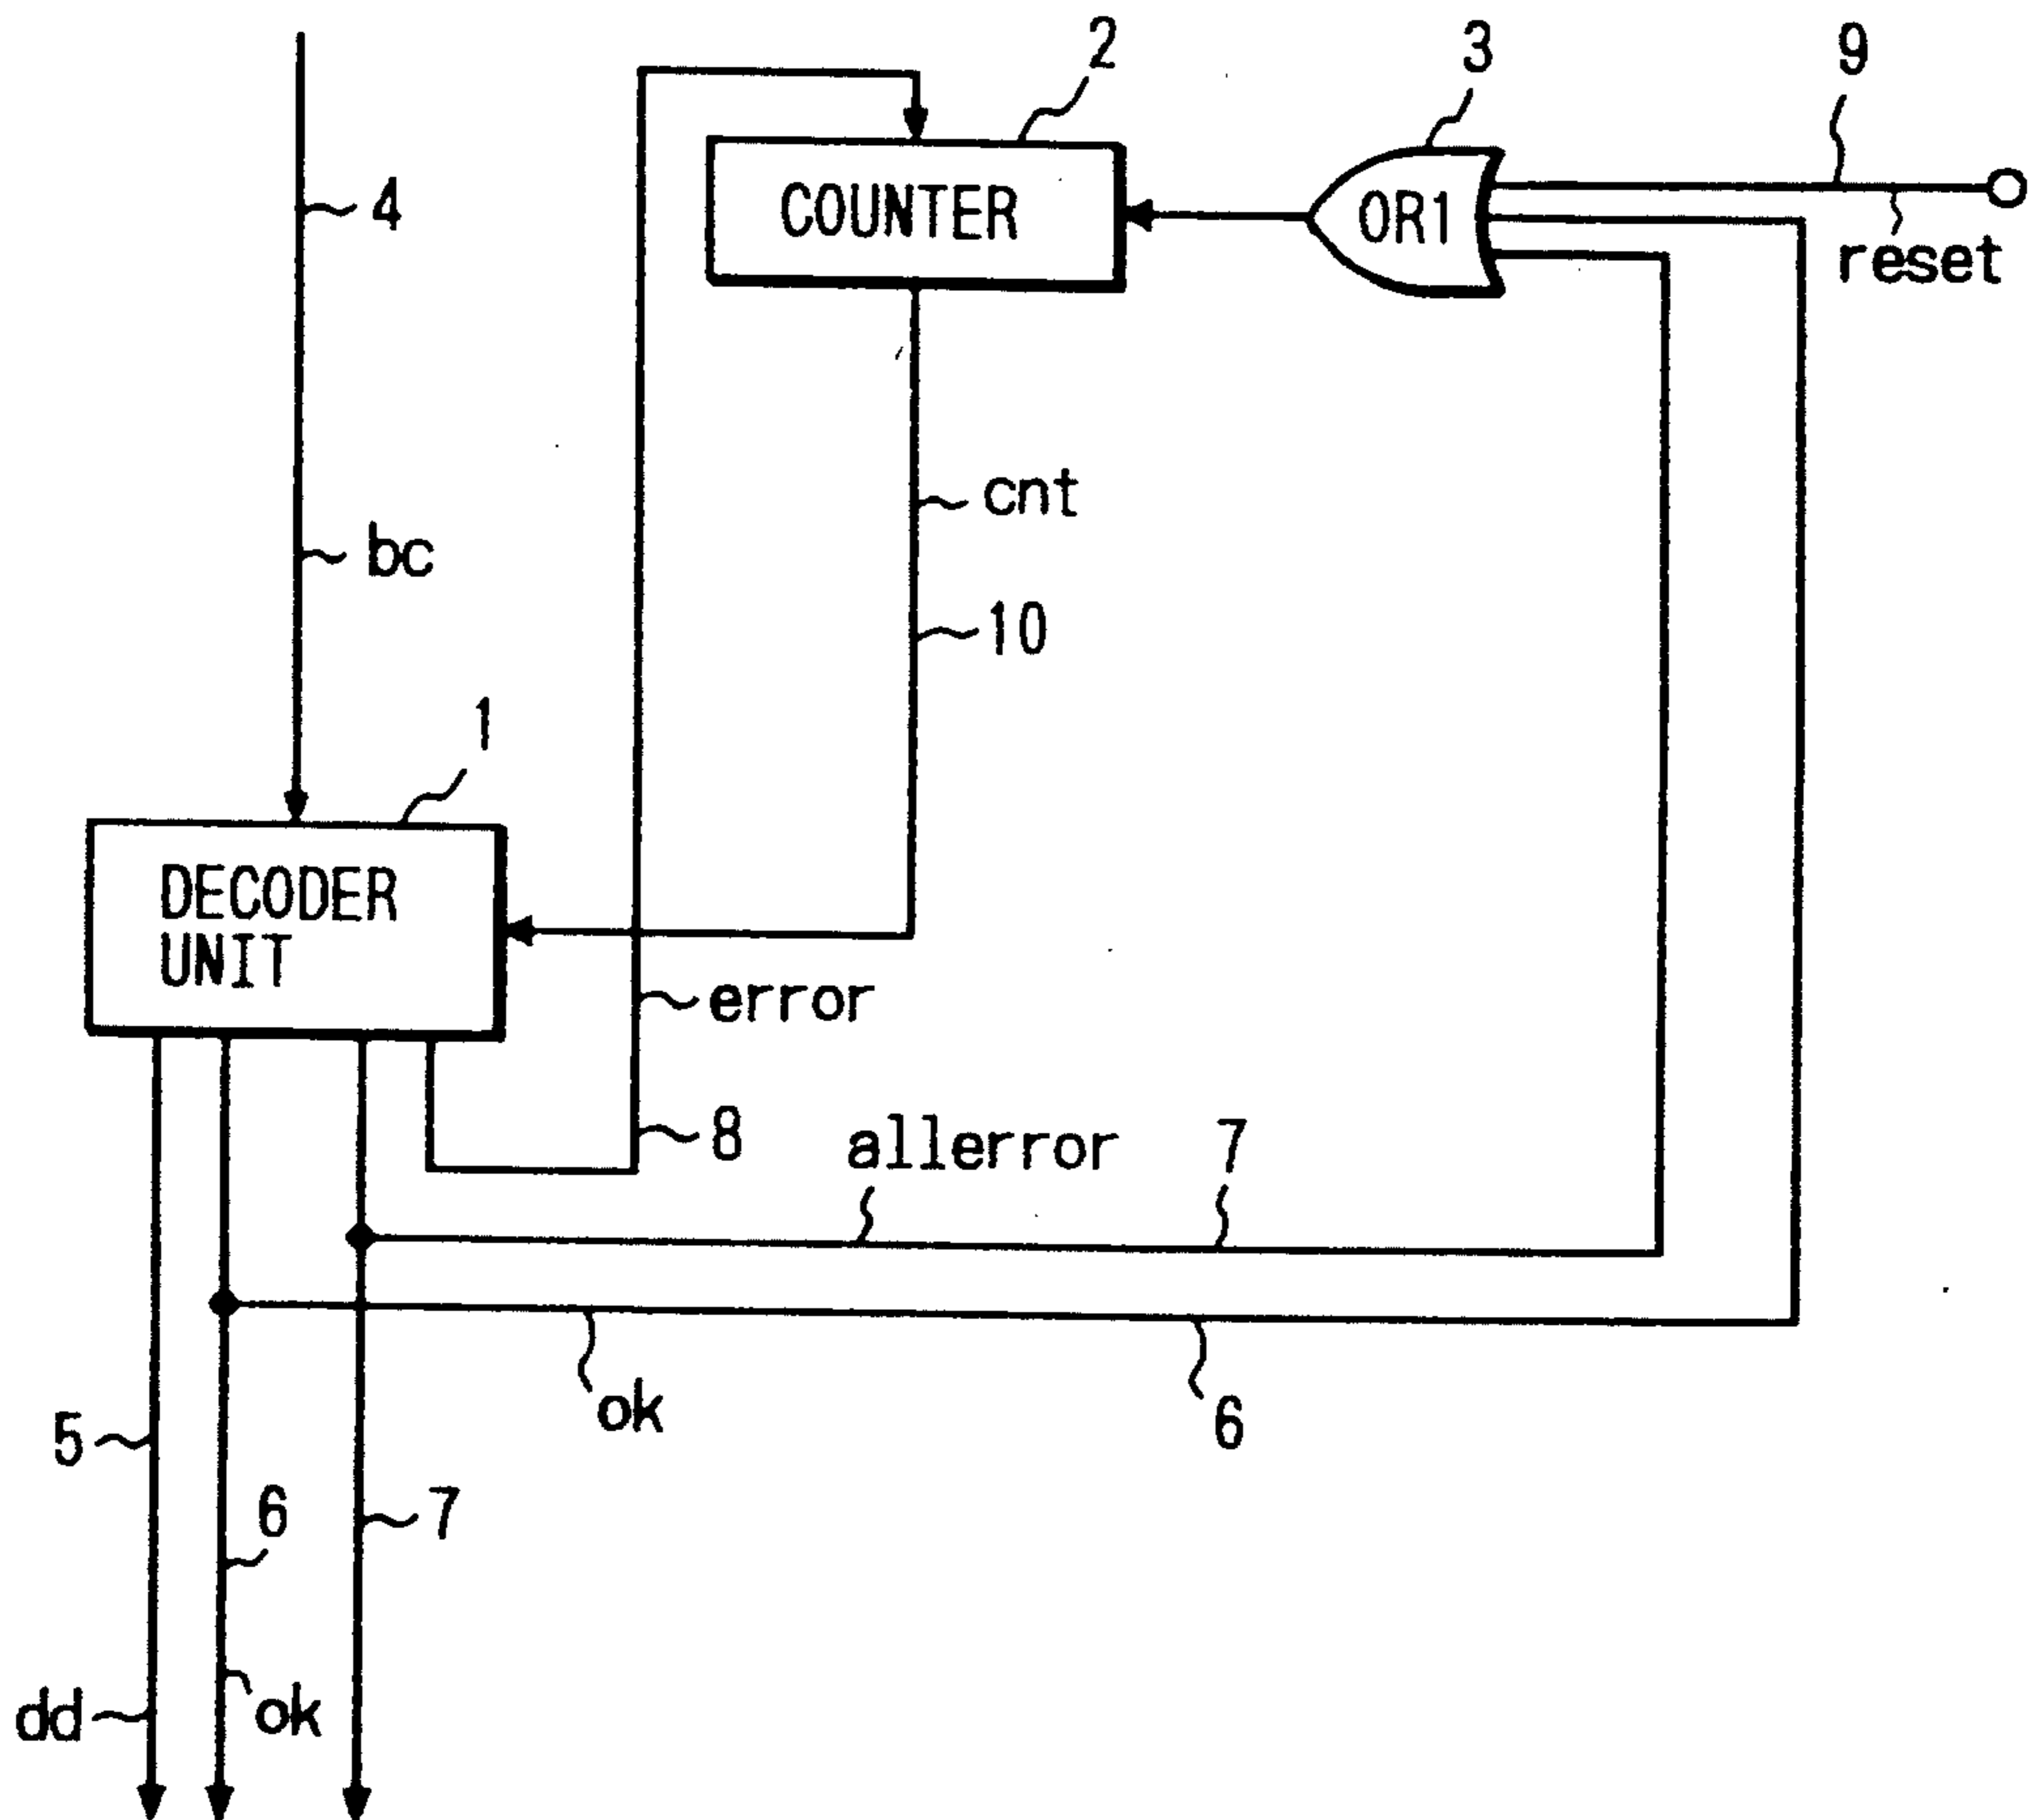 2
3
9
COUNTER
OR1
4
reset
cnt
bc
10
1
DECODER
UNIT
error
8
allerror
7
ok
6
5
6
7
dd
ok